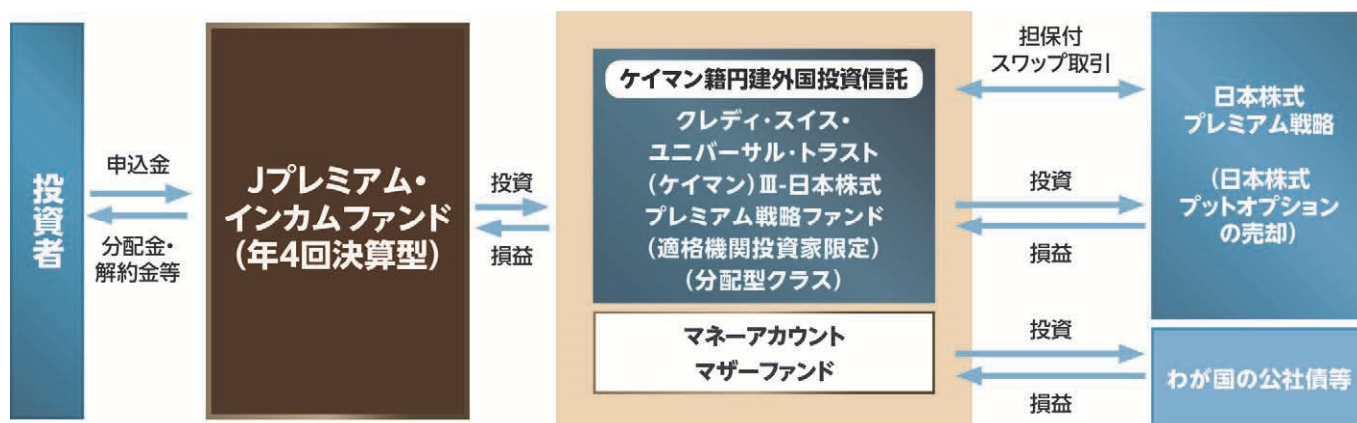 投資者
申込金
分配金・
解約金等
Jプレミアム・
インカムファンド
(年4回決算型)
投資
損益
ケイマン籍円建外国投資信託
クレディ・スイス・
ユニバーサル・トラスト
(ケイマン)Ⅲ-日本株式
プレミアム戦略ファンド
(適格機関投資家限定)
(分配型クラス)
マネーアカウント
マザーファンド
担保付
スワップ取引
投資
損益
投資
損益
日本株式
プレミアム戦略
(日本株式
プットオプション
の売却)
わが国の公社債等